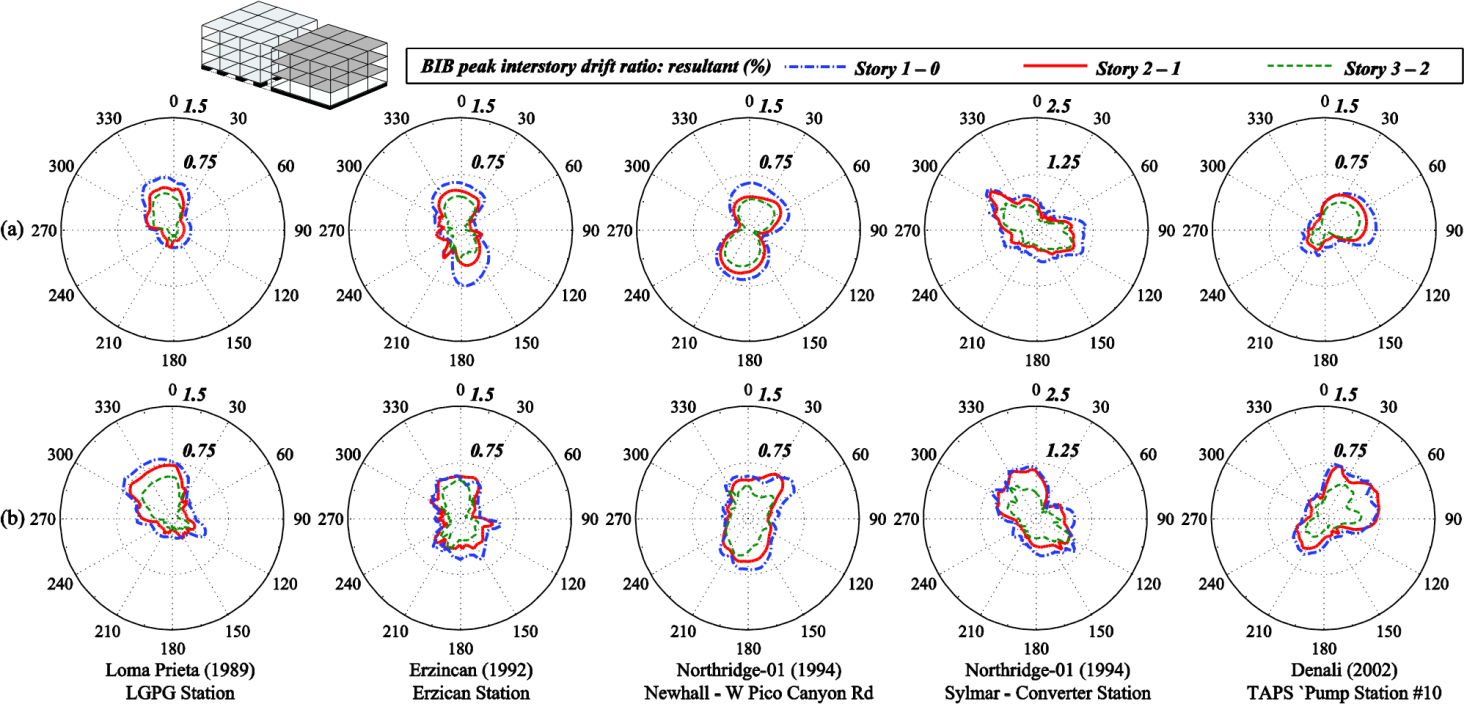 BIB peak interstory drift ratio: resultant (%) Story 1 – 0 Story 2 – 1 Story 3 – 2
0 1.5 0 1.5 0 1.5 0 2.5 0 1.5
330 30 330 30 330 30 330 30 330 30
300 0.75 60 300 0.75 60 300 0.75 60 300 1.25 60 300 0.75 60
(a) 270 90 270 90 270 90 270 90 270 90
240 120 240 120 240 120 240 120 240 120
210 150 210 150 210 150 210 150 210 150
180 180 180 180 180
0 1.5 0 1.5 0 1.5 0 2.5 0 1.5
330 30 330 30 330 30 330 30 330 30
300 0.75 60 300 0.75 60 300 0.75 60 300 1.25 60 300 0.75 60
(b) 270 90 270 90 270 90 270 90 270 90
240 120 240 120 240 120 240 120 240 120
210 150 210 150 210 150 210 150 210 150
180 180 180 180 180
Loma Prieta (1989) Erzincan (1992) Northridge-01 (1994) Northridge-01 (1994) Denali (2002)
LGPG Station Erzican Station Newhall - W Pico Canyon Rd Sylmar - Converter Station TAPS `Pump Station #10